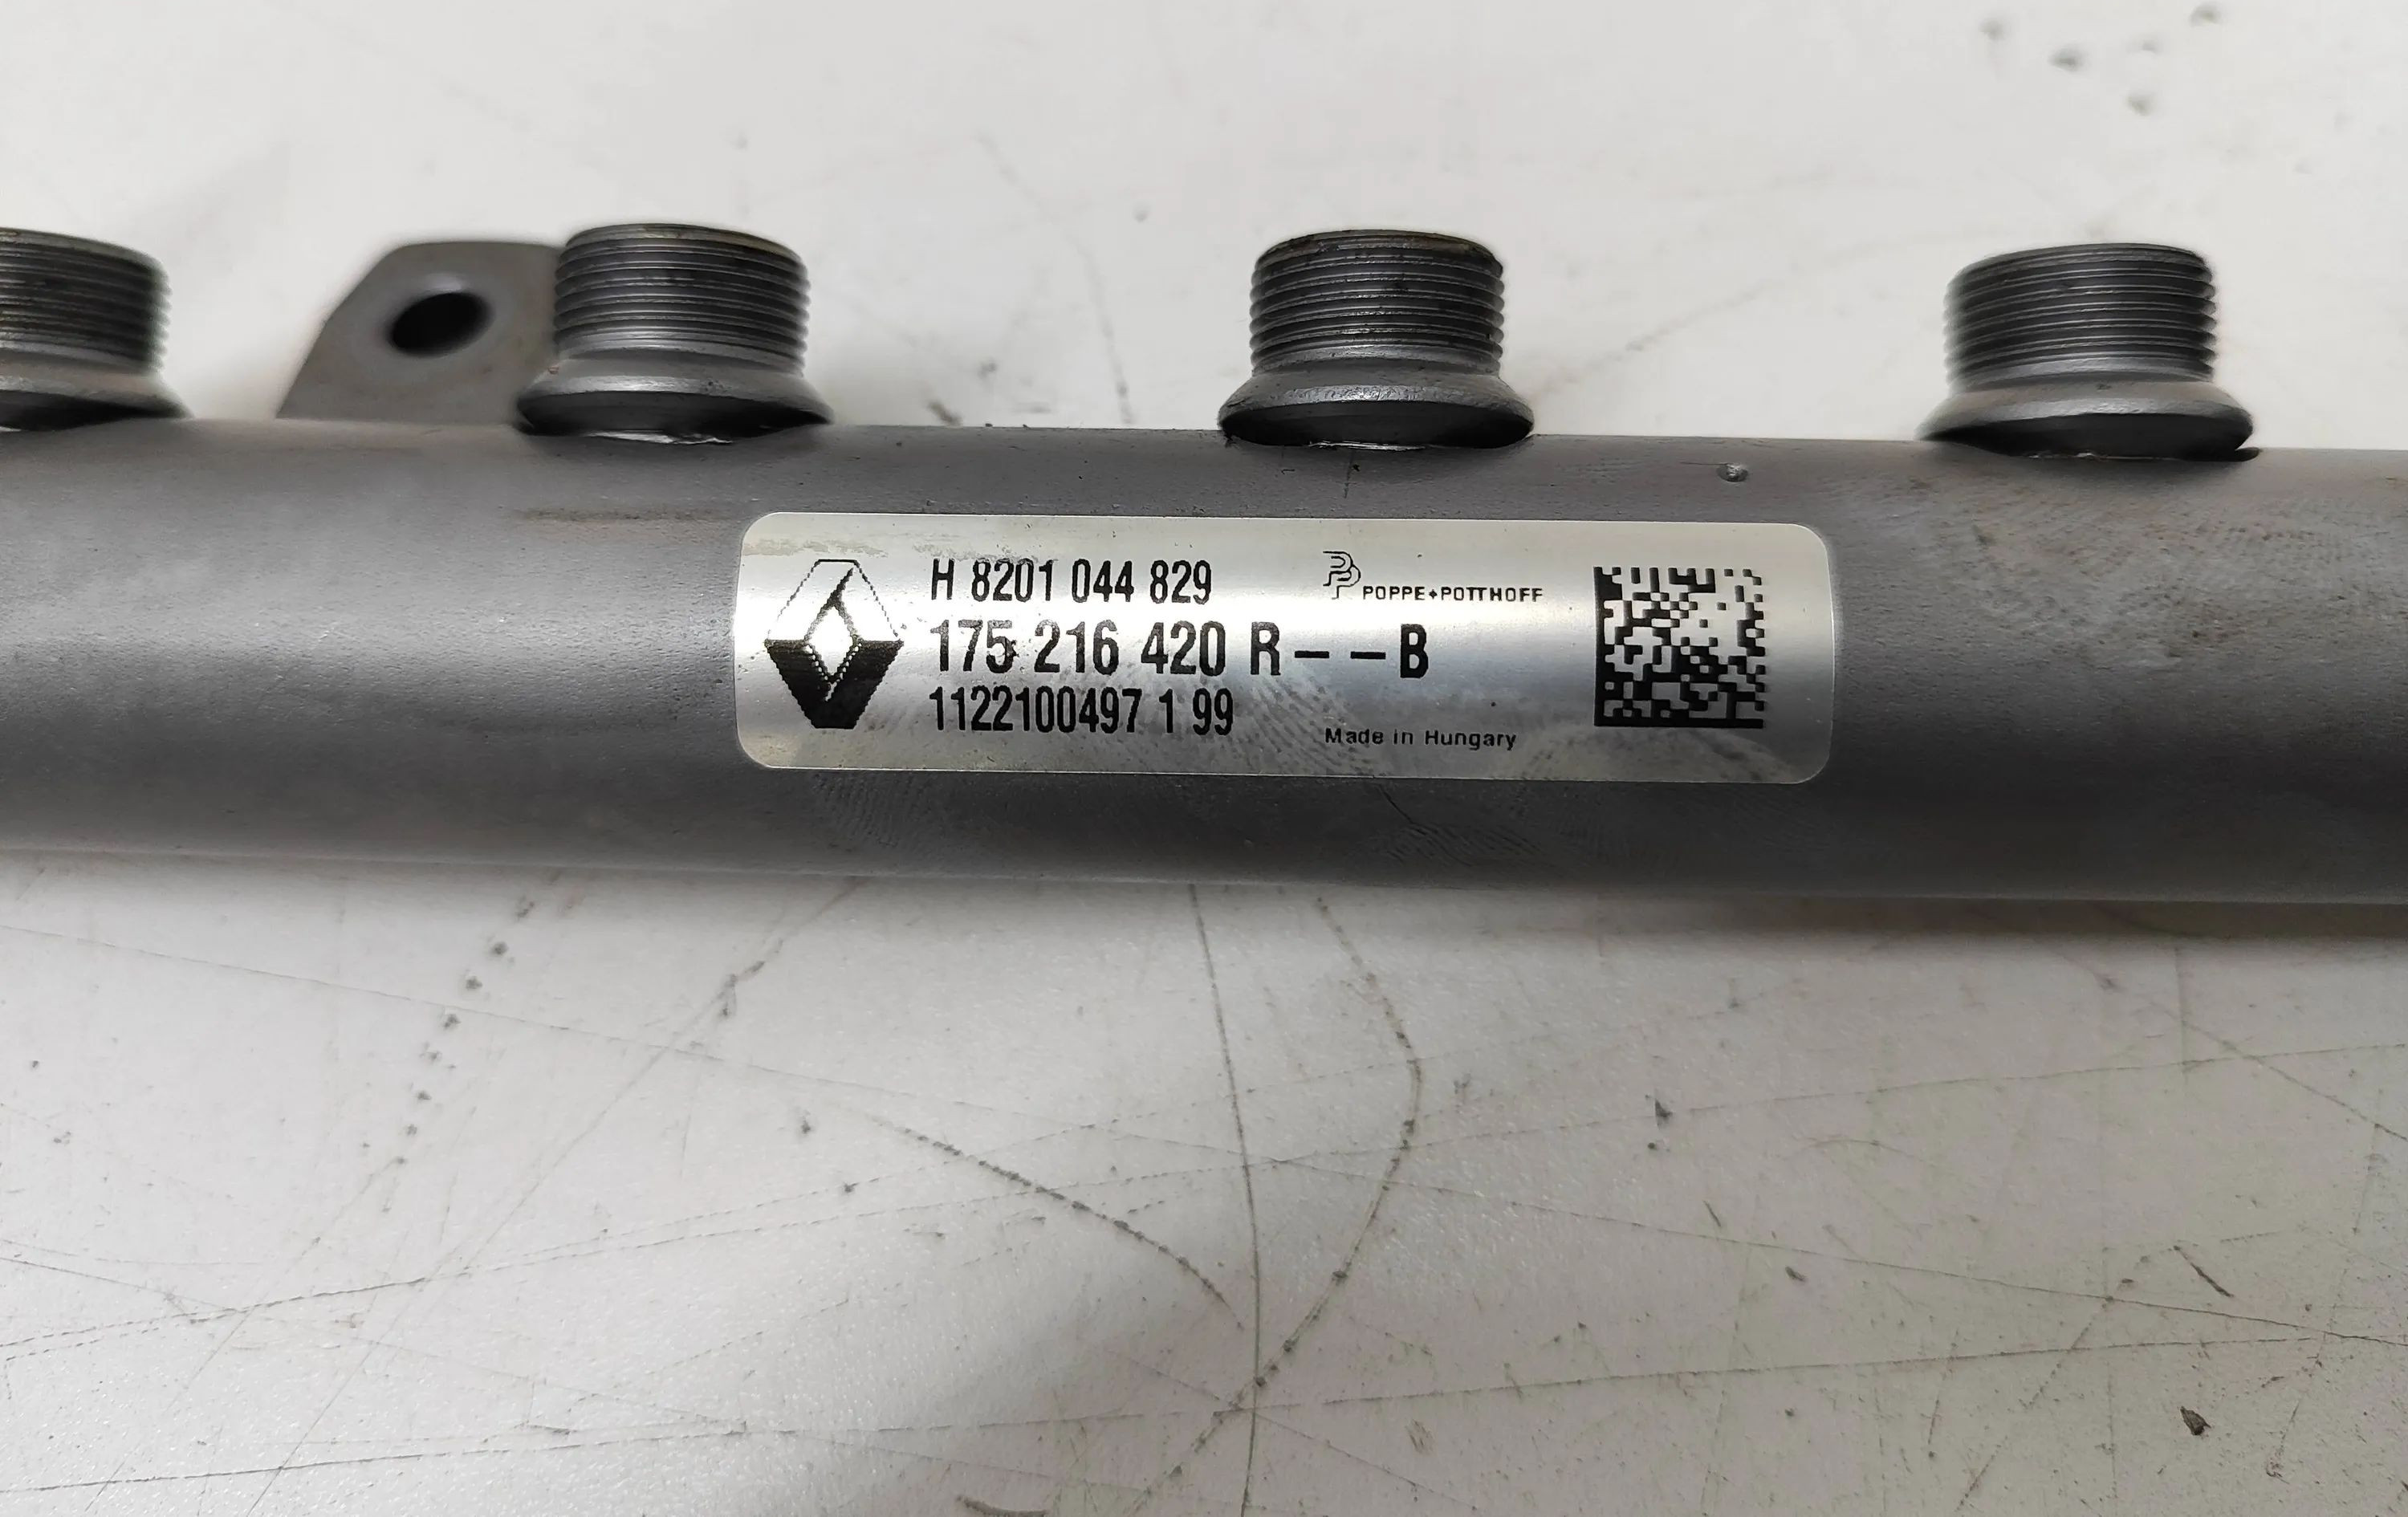 H 8201 044 829
POPPE+POTTHOFF
175 216 420 R--B
1122100497 1 99
Made in Hungary